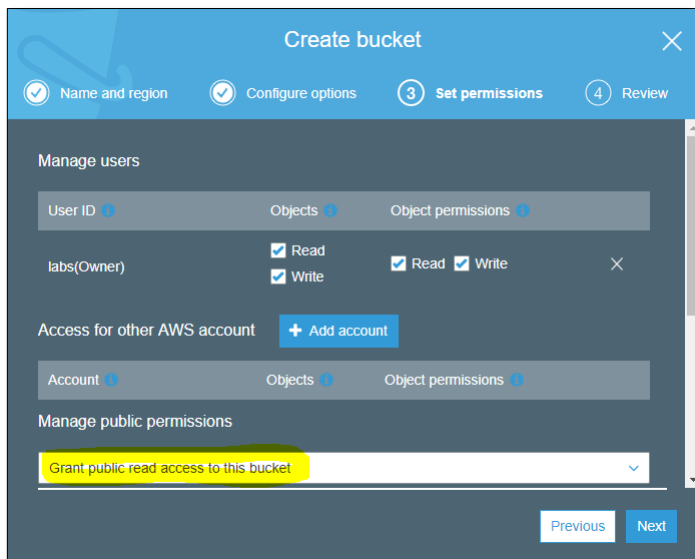 Create bucket
Name and region
Configure options
3 Set permissions
4 Review
Manage users
User ID Objects Object permissions
labs(Owner)
Read
Write
Read Write
Access for other AWS account + Add account
Account Objects Object permissions
Manage public permissions
Grant public read access to this bucket
Previous Next